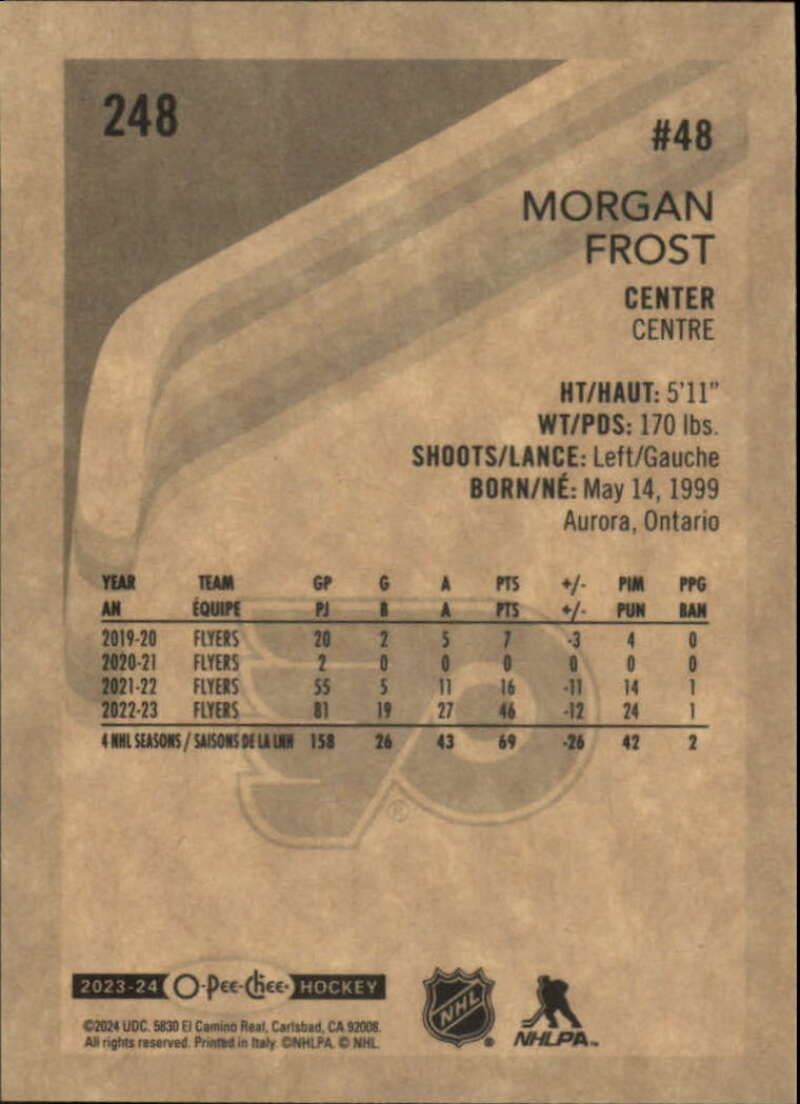 248
#48
MORGAN
FROST
CENTER
CENTRE
HT/HAUT: 5'11"
WT/PDS: 170 lbs.
SHOOTS/LANCE: Left/Gauche
BORN/NÉ: May 14, 1999
Aurora, Ontario
YEAR TEAM GP G A PTS +/- PIM PPG
AN ÉQUIPE PJ B A PTS +/- PUN BAN
2019-20 FLYERS 20 2 5 7 -3 4 0
2020-21 FLYERS 2 0 0 0 0 0 0
2021-22 FLYERS 55 5 11 16 -11 14 1
2022-23 FLYERS 81 19 27 46 -12 24 1
4 NHL SEASONS / SAISONS DE LA LNH 158 26 43 69 -26 42 2
®
2023-24 O-Pee-Chee HOCKEY
©2024 UDC. 5830 El Camino Real, Carlsbad, CA 92008.
All rights reserved. Printed in Italy. ©NHLPA. © NHL.
NHL ®
NHLPA™